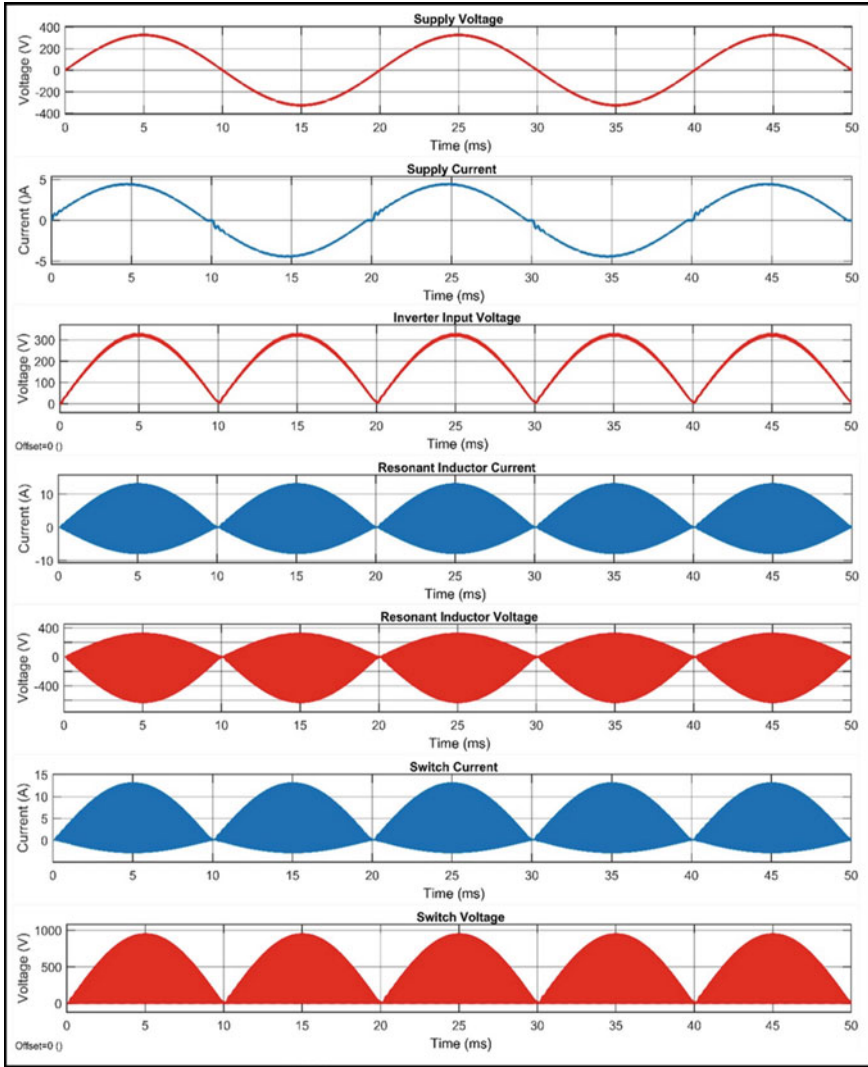 Supply Voltage
Voltage (V)
400
200
0
-200
-400
0 5 10 15 20 25 30 35 40 45 50
Time (ms)
Supply Current
Current ()A
5
0
-5
0 5 10 15 20 25 30 35 40 45 50
Time (ms)
Inverter Input Voltage
Voltage (V)
300
200
100
0
0 5 10 15 20 25 30 35 40 45 50
Time (ms)
Offset=0 ()
Resonant Inductor Current
Current (A)
10
0
-10
0 5 10 15 20 25 30 35 40 45 50
Time (ms)
Resonant Inductor Voltage
Voltage (V)
400
0
-400
0 5 10 15 20 25 30 35 40 45 50
Time (ms)
Switch Current
Current (A)
15
10
5
0
0 5 10 15 20 25 30 35 40 45 50
Time (ms)
Switch Voltage
Voltage (V)
1000
500
0
0 5 10 15 20 25 30 35 40 45 50
Time (ms)
Offset=0 ()